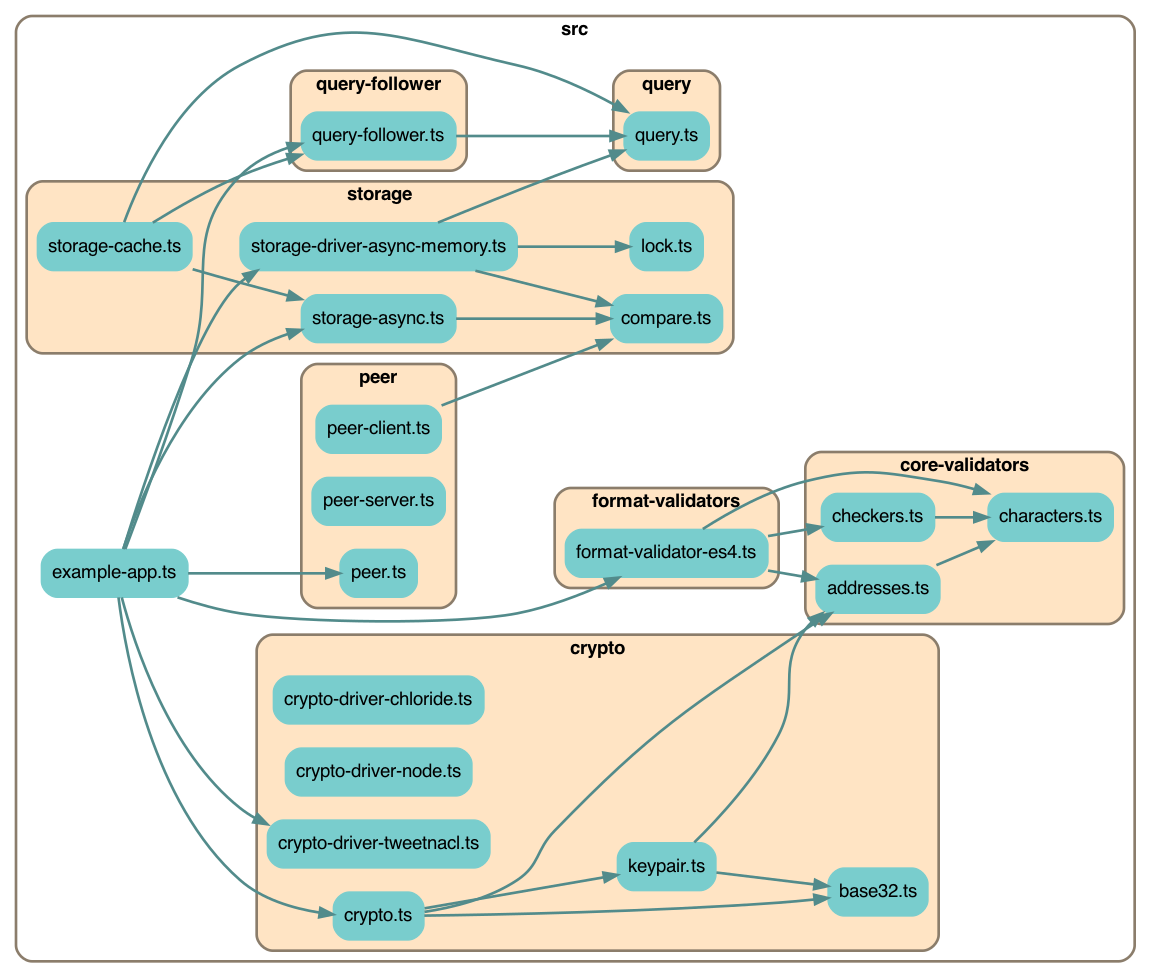 src
query-follower
query
query-follower.ts
query.ts
storage
storage-cache.ts
storage-driver-async-memory.ts
lock.ts
storage-async.ts
compare.ts
peer
peer-client.ts
peer-server.ts
example-app.ts
peer.ts
format-validators
format-validator-es4.ts
core-validators
checkers.ts
characters.ts
addresses.ts
crypto
crypto-driver-chloride.ts
crypto-driver-node.ts
crypto-driver-tweetnacl.ts
keypair.ts
base32.ts
crypto.ts